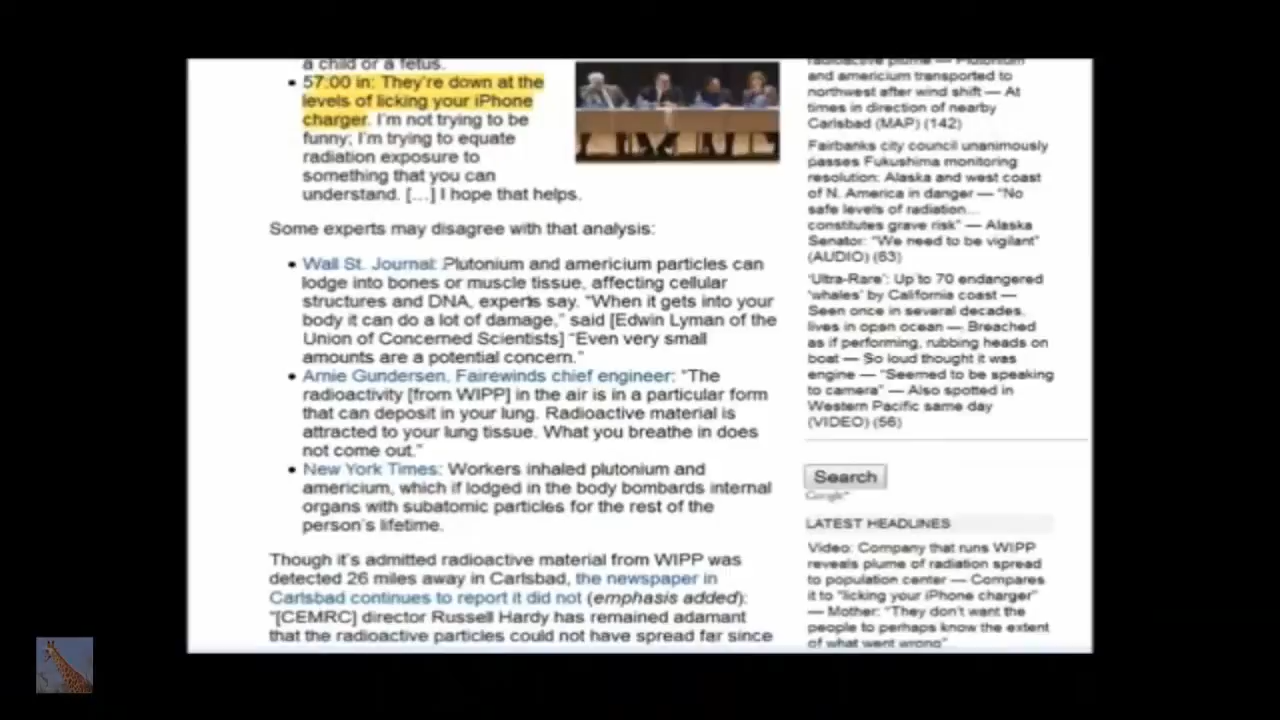 a child or a fetus.
• 57:00 in: They're down at the
levels of licking your iPhone
charger. I'm not trying to be
funny; I'm trying to equate
radiation exposure to
something that you can
understand. […] I hope that helps.
Some experts may disagree with that analysis:
• Wall St. Journal: Plutonium and americium particles can
lodge into bones or muscle tissue, affecting cellular
structures and DNA, experts say. “When it gets into your
body it can do a lot of damage,” said [Edwin Lyman of the
Union of Concerned Scientists] “Even very small
amounts are a potential concern.”
• Arnie Gundersen, Fairewinds chief engineer: “The
radioactivity [from WIPP] in the air is in a particular form
that can deposit in your lung. Radioactive material is
attracted to your lung tissue. What you breathe in does
not come out.”
• New York Times: Workers inhaled plutonium and
americium, which if lodged in the body bombards internal
organs with subatomic particles for the rest of the
person's lifetime.
Though it's admitted radioactive material from WIPP was
detected 26 miles away in Carlsbad, the newspaper in
Carlsbad continues to report it did not (emphasis added):
“[CEMRC] director Russell Hardy has remained adamant
that the radioactive particles could not have spread far since
radioactive plume — Plutonium
and americium transported to
northwest after wind shift — At
times in direction of nearby
Carlsbad (MAP) (142)
Fairbanks city council unanimously
passes Fukushima monitoring
resolution: Alaska and west coast
of N. America in danger — “No
safe levels of radiation…
constitutes grave risk” — Alaska
Senator: “We need to be vigilant”
(AUDIO) (63)
‘Ultra-Rare’: Up to 70 endangered
‘whales’ by California coast —
Seen once in several decades,
lives in open ocean — Breached
as if performing, rubbing heads on
boat — So loud thought it was
engine — “Seemed to be speaking
to camera” — Also spotted in
Western Pacific same day
(VIDEO) (56)
Search
Google™
LATEST HEADLINES
Video: Company that runs WIPP
reveals plume of radiation spread
to population center — Compares
it to “licking your iPhone charger”
— Mother: “They don't want the
people to perhaps know the extent
of what went wrong”